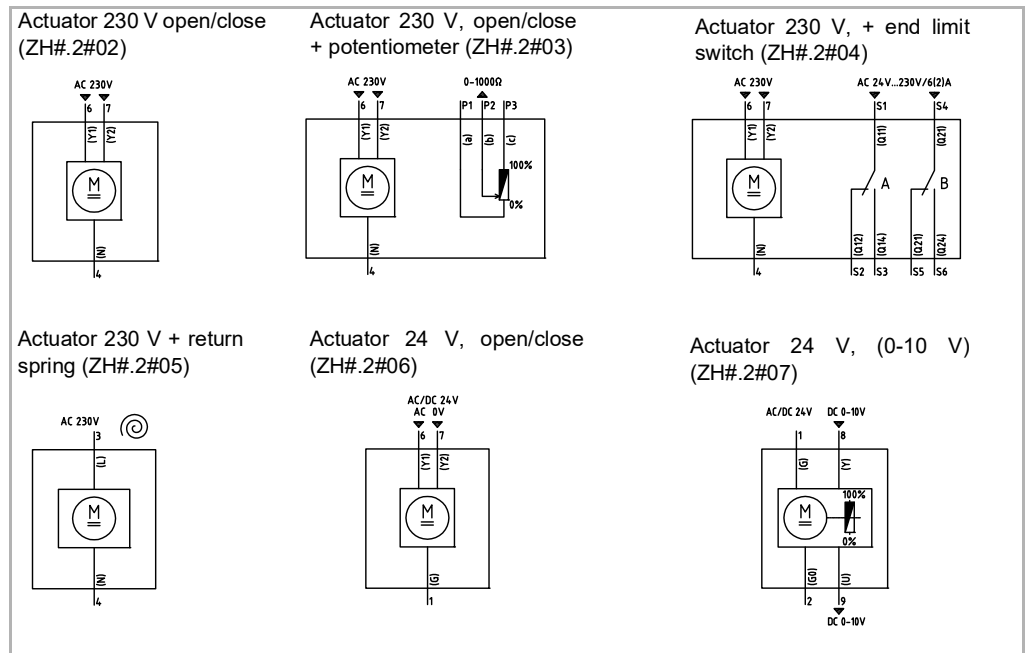 Actuator 230 V open/close
(ZH#.2#02)
AC 230V
6 7
(Y1) (Y2)
M
(N)
4
Actuator 230 V, open/close
+ potentiometer (ZH#.2#03)
AC 230V 0-1000Ω
6 7 P1 P2 P3
(Y1) (Y2) (a) (b) (c)
100%
M
0%
(N)
4
Actuator 230 V, + end limit
switch (ZH#.2#04)
AC 230V AC 24V...230V/6(2)A
6 7 S1 S4
(Y1) (Y2) (Q11) (Q21)
M A B
(N) (Q12) (Q14) (Q21) (Q24)
4 S2 S3 S5 S6
Actuator 230 V + return
spring (ZH#.2#05)
AC 230V
3
(L)
M
(N)
4
Actuator 24 V, open/close
(ZH#.2#06)
AC/DC 24V
AC 0V
6 7
(Y1) (Y2)
M
(G)
1
Actuator 24 V, (0-10 V)
(ZH#.2#07)
AC/DC 24V DC 0-10V
1 8
(G) (Y)
100%
M
0%
(G0) (U)
2 9
DC 0-10V